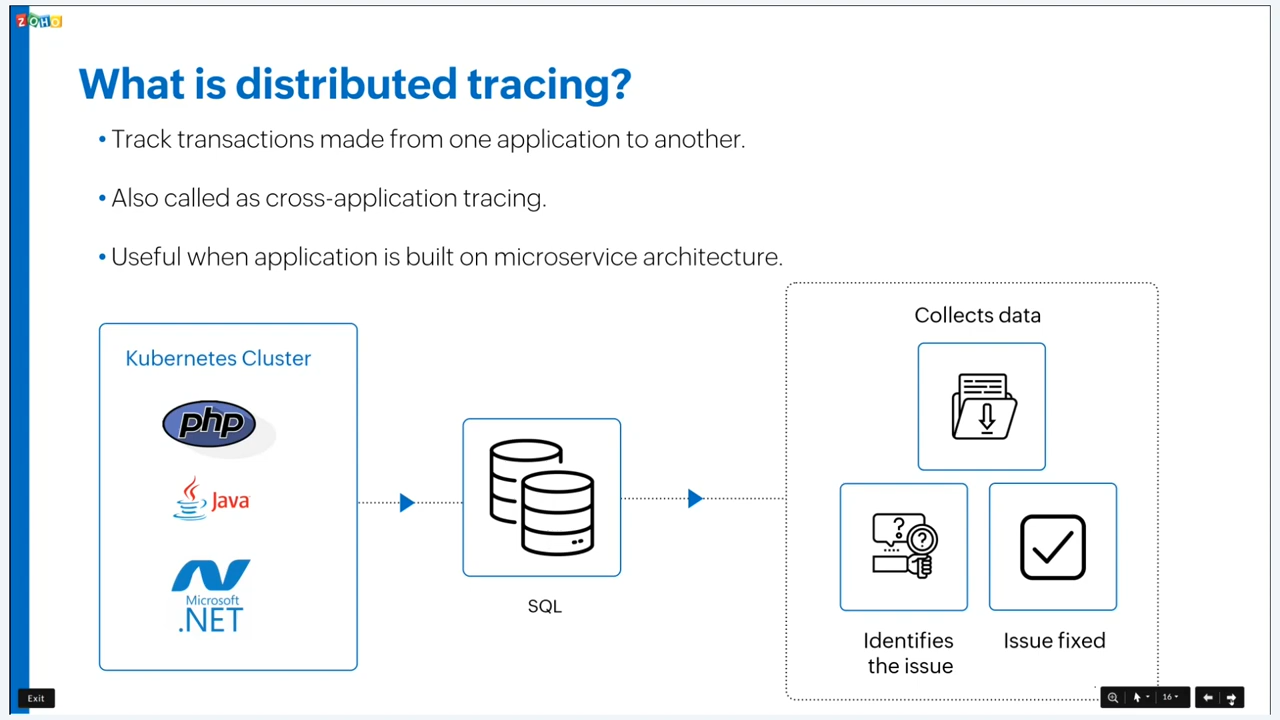 ZOHO
What is distributed tracing?
• Track transactions made from one application to another.
• Also called as cross-application tracing.
• Useful when application is built on microservice architecture.
Collects data
Kubernetes Cluster
php
Java
Microsoft
.NET
SQL
? ?
Identifies
the issue
Issue fixed
Exit
16